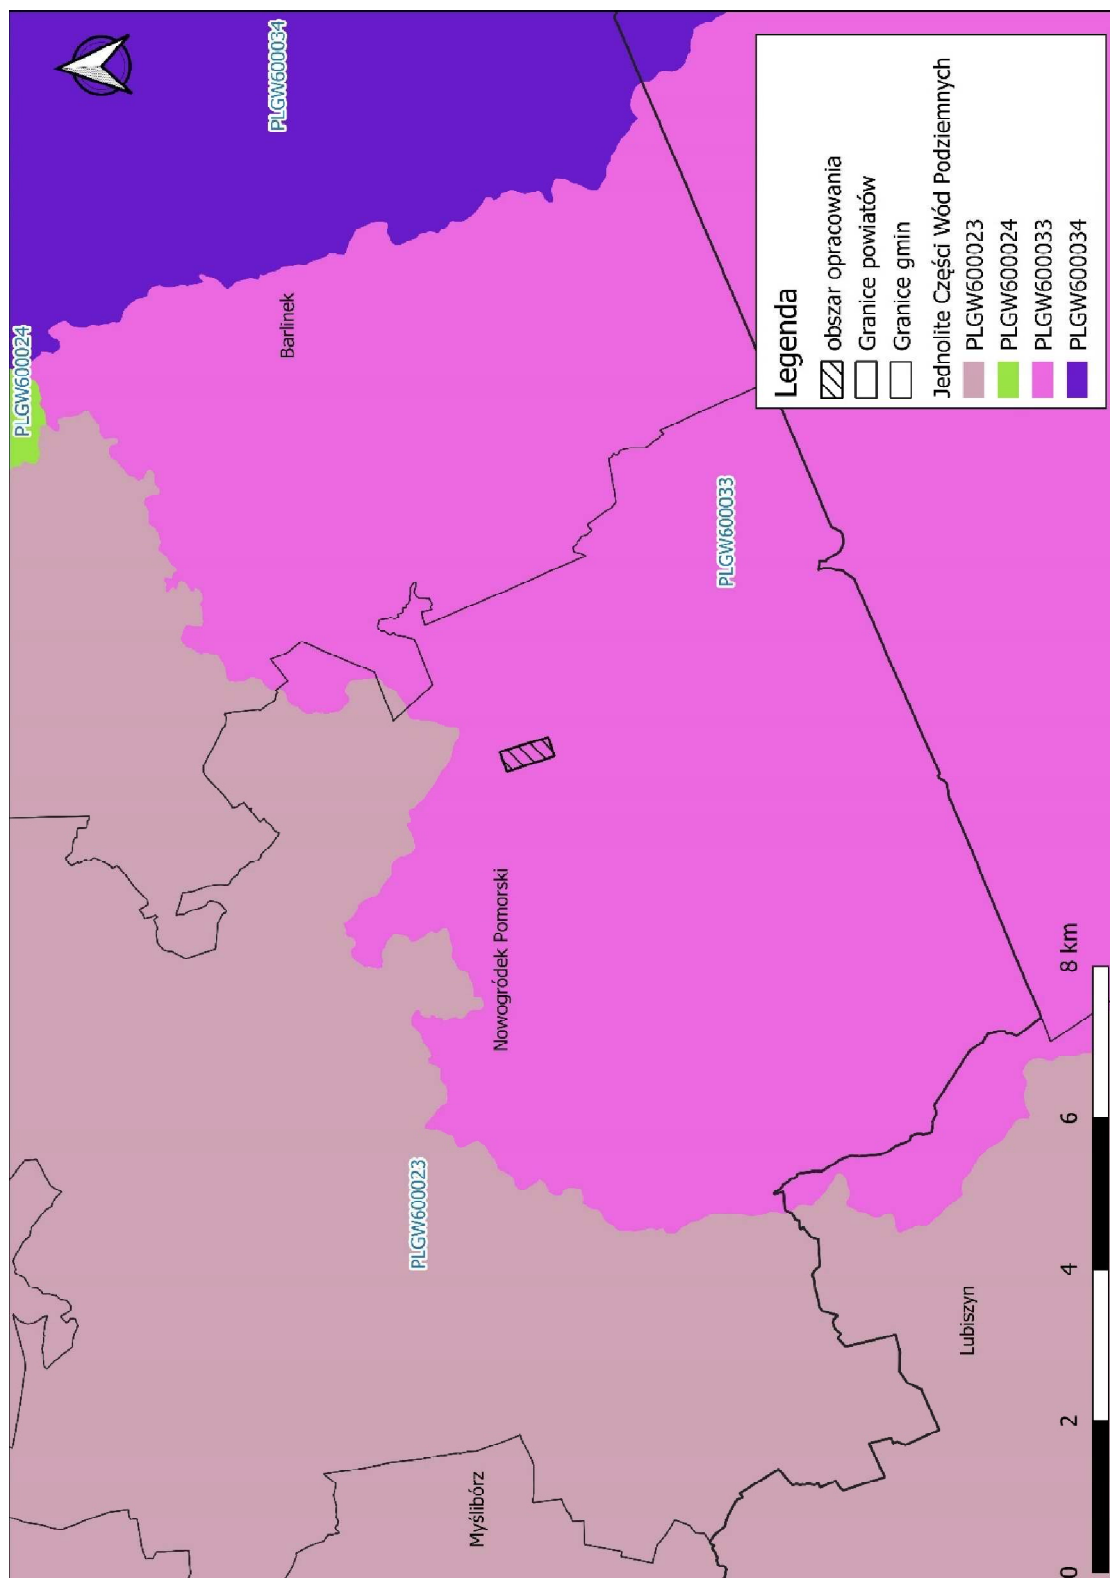 PLGW600024
PLGW600034
Barlinek
PLGW600033
PLGW600023
Nowogródek Pomorski
Myślibórz
Lubiszyn
0 2 4 6 8 km
Legenda
obszar opracowania
Granice powiatów
Granice gmin
Jednolite Części Wód Podziemnych
PLGW600023
PLGW600024
PLGW600033
PLGW600034